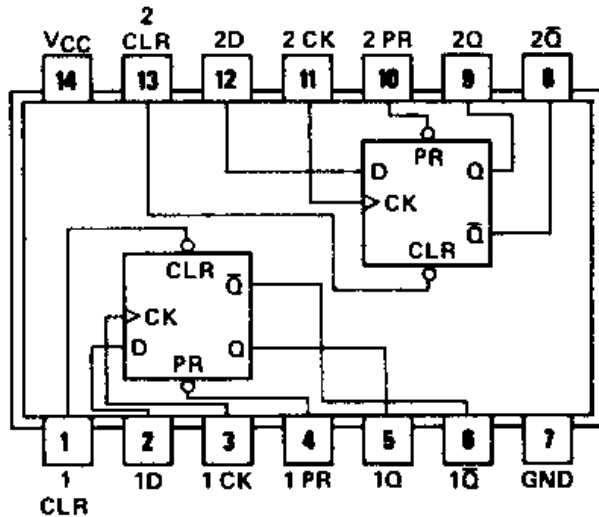 2
VCC CLR 2D 2 CK 2 PR 2Q 2Q̅
14 13 12 11 10 9 8
PR
D Q
CK
Q̅
CLR
CLR
Q̅
CK
D Q
PR
1 2 3 4 5 6 7
1 1D 1 CK 1 PR 1Q 1Q̅ GND
CLR